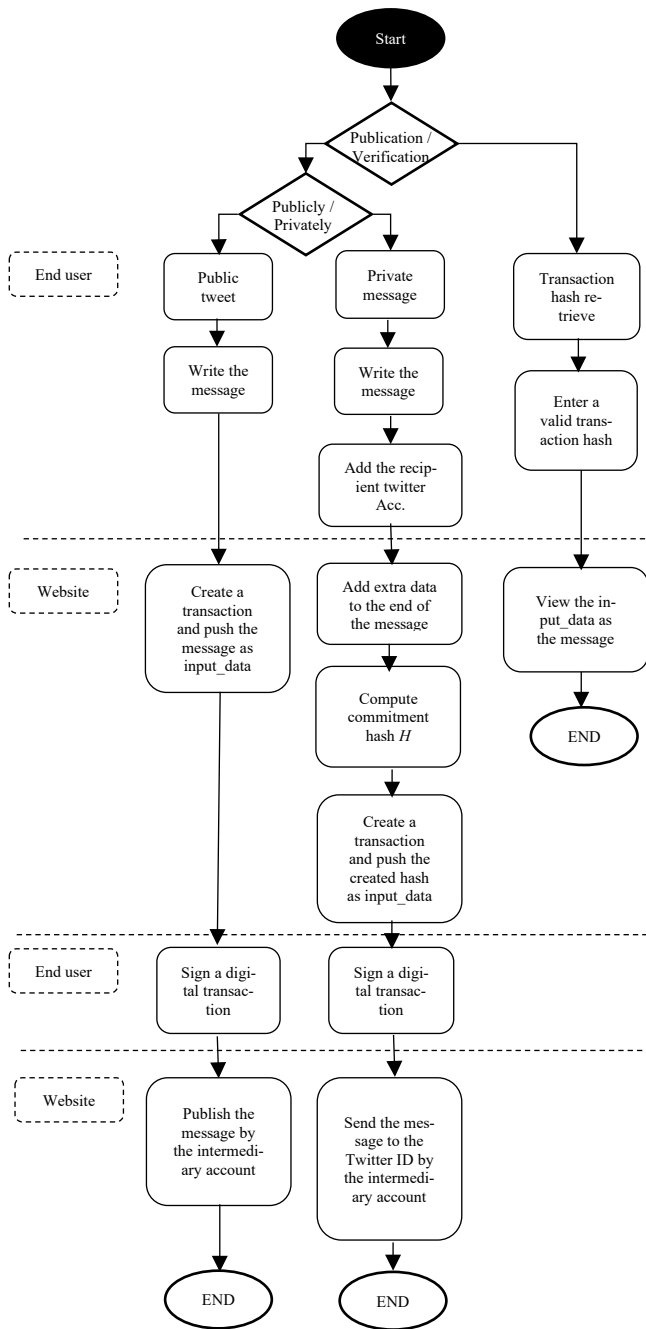 Start
Publication /
Verification
Publicly /
Privately
End user
Public
tweet
Private
message
Transaction
hash re-
trieve
Write the
message
Write the
message
Enter a
valid trans-
action hash
Add the recip-
ient twitter
Acc.
Website
Create a
transaction
and push the
message as
input_data
Add extra data
to the end of
the message
View the in-
put_data as
the message
Compute
commitment
hash H
END
Create a
transaction
and push the
created hash
as input_data
End user
Sign a digi-
tal transac-
tion
Sign a digi-
tal transac-
tion
Website
Publish the
message by
the intermedi-
ary account
Send the mes-
sage to the
Twitter ID by
the intermedi-
ary account
END
END